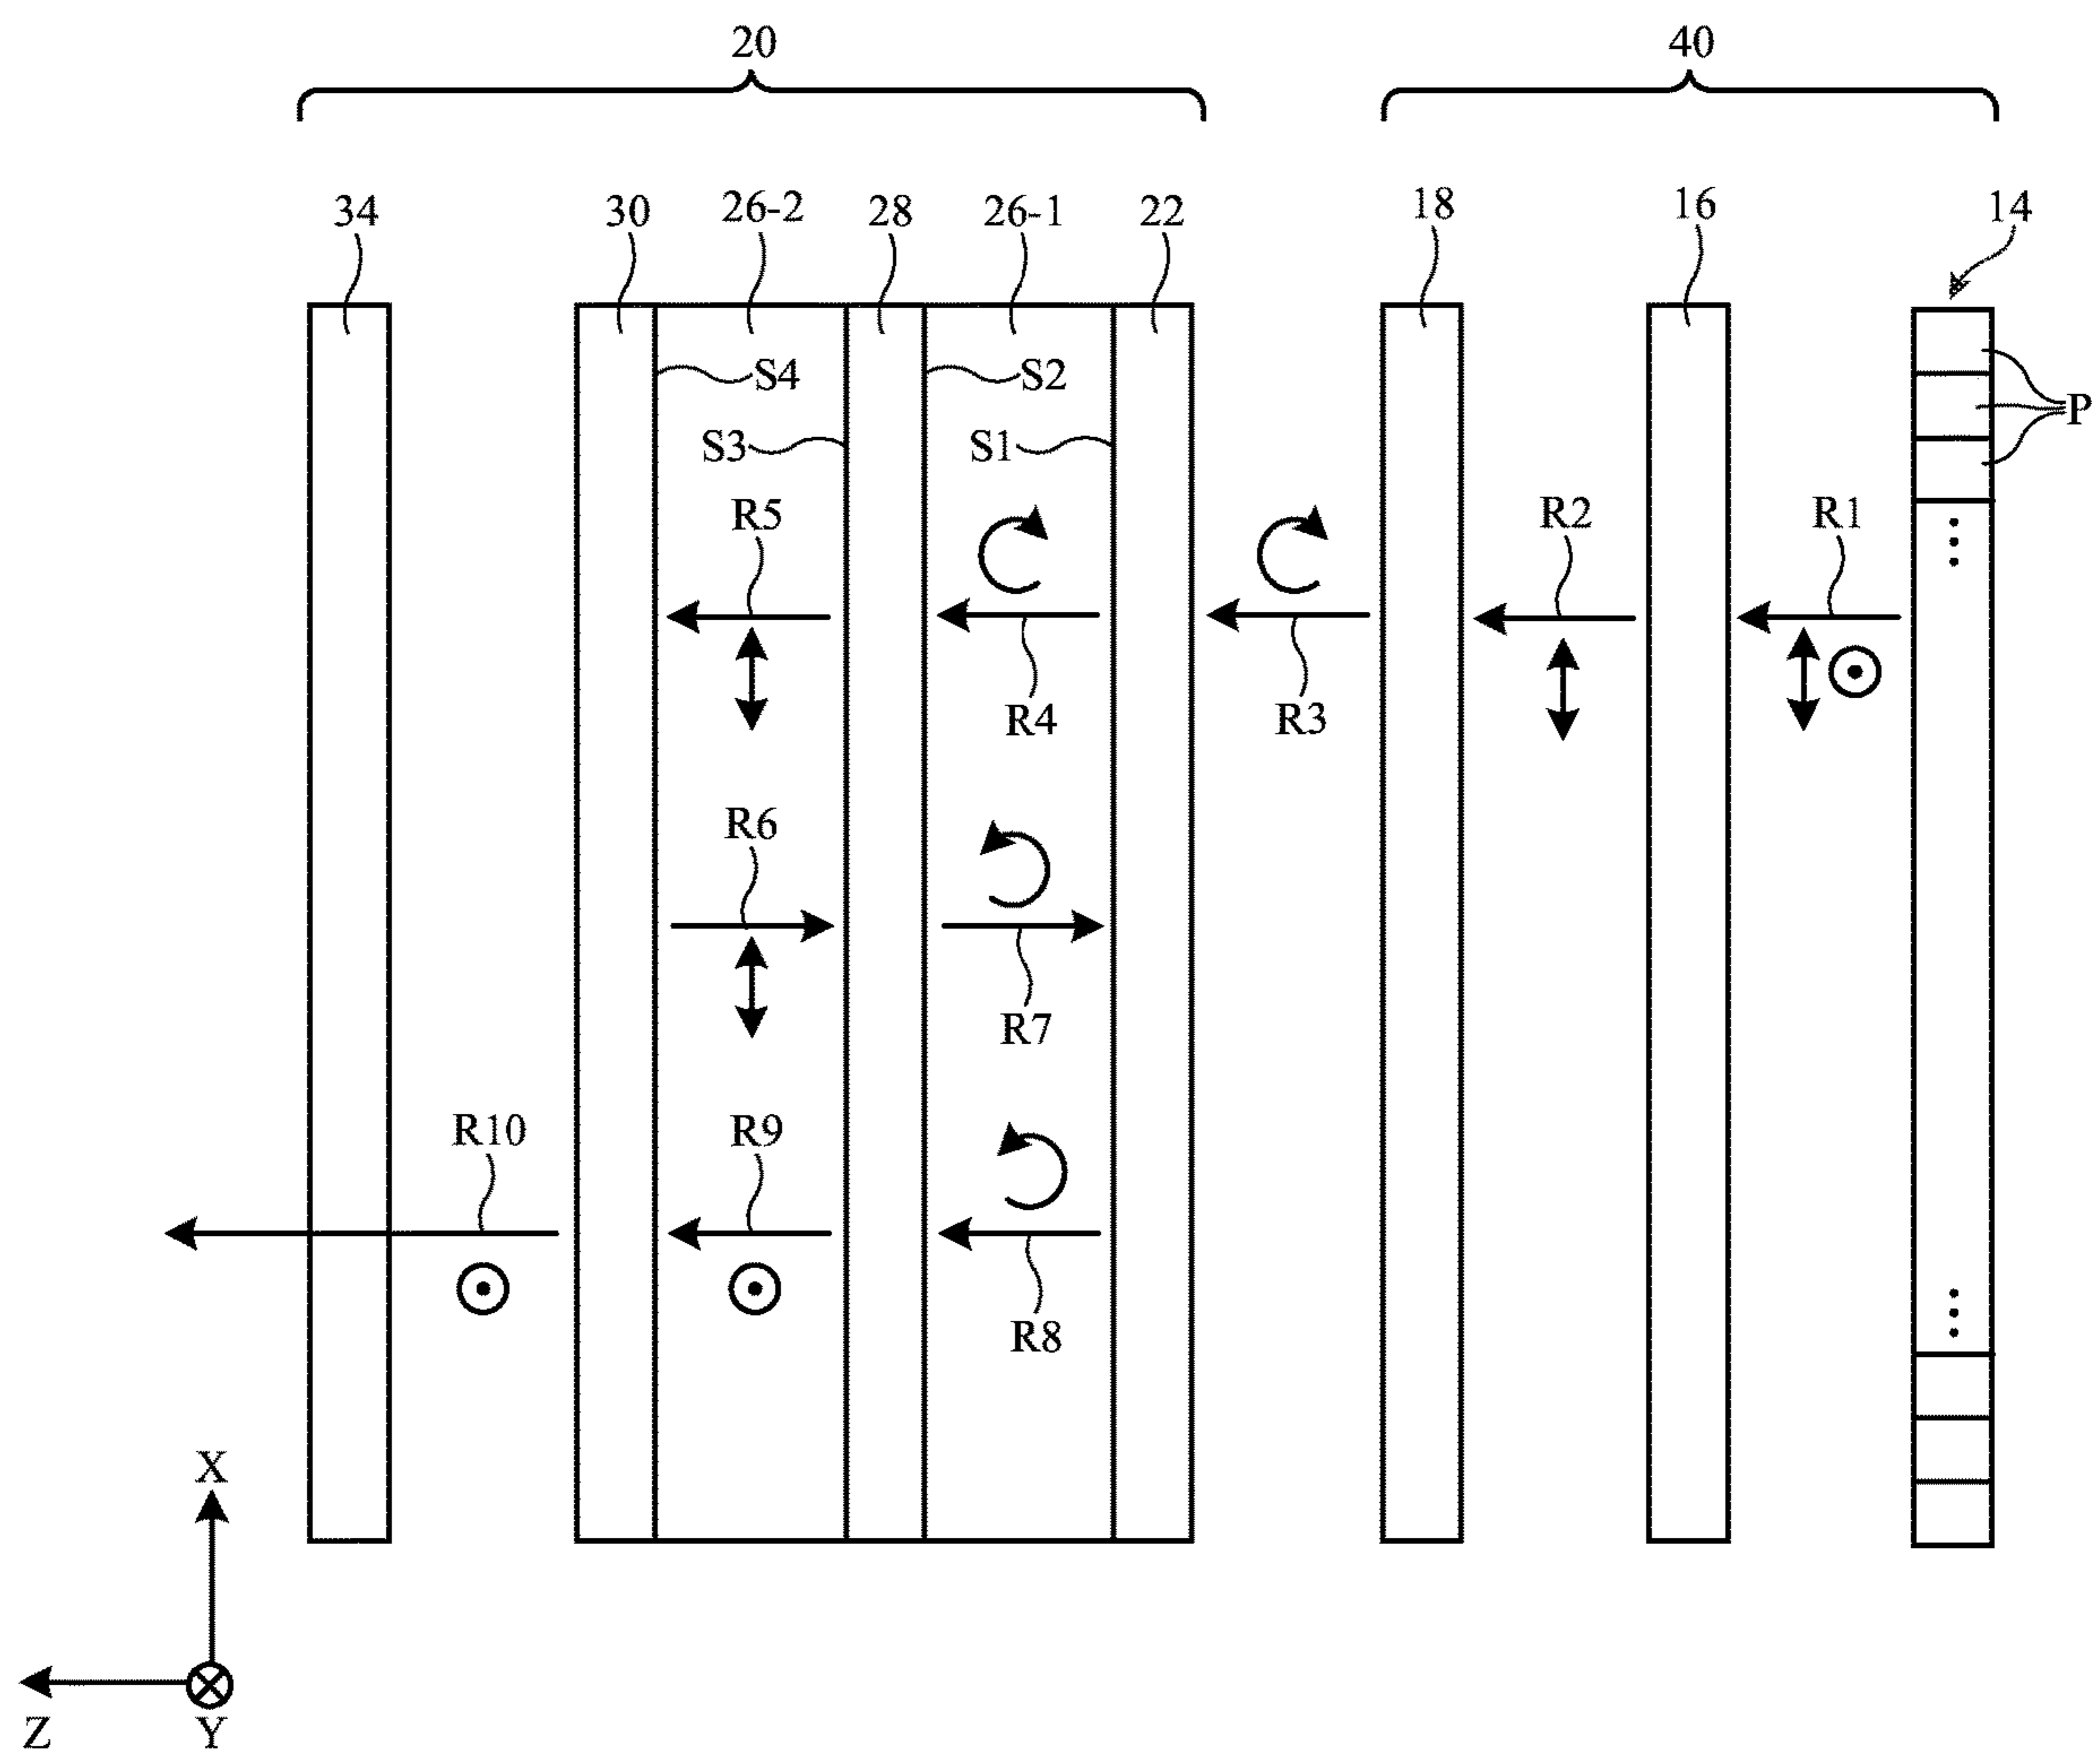 20 40
34 30 26-2 28 26-1 22 18 16 14
S4 S2
P
S3 S1
R5 R2 R1
R4 R3
R6
R7
R10 R9
R8
X
Z Y